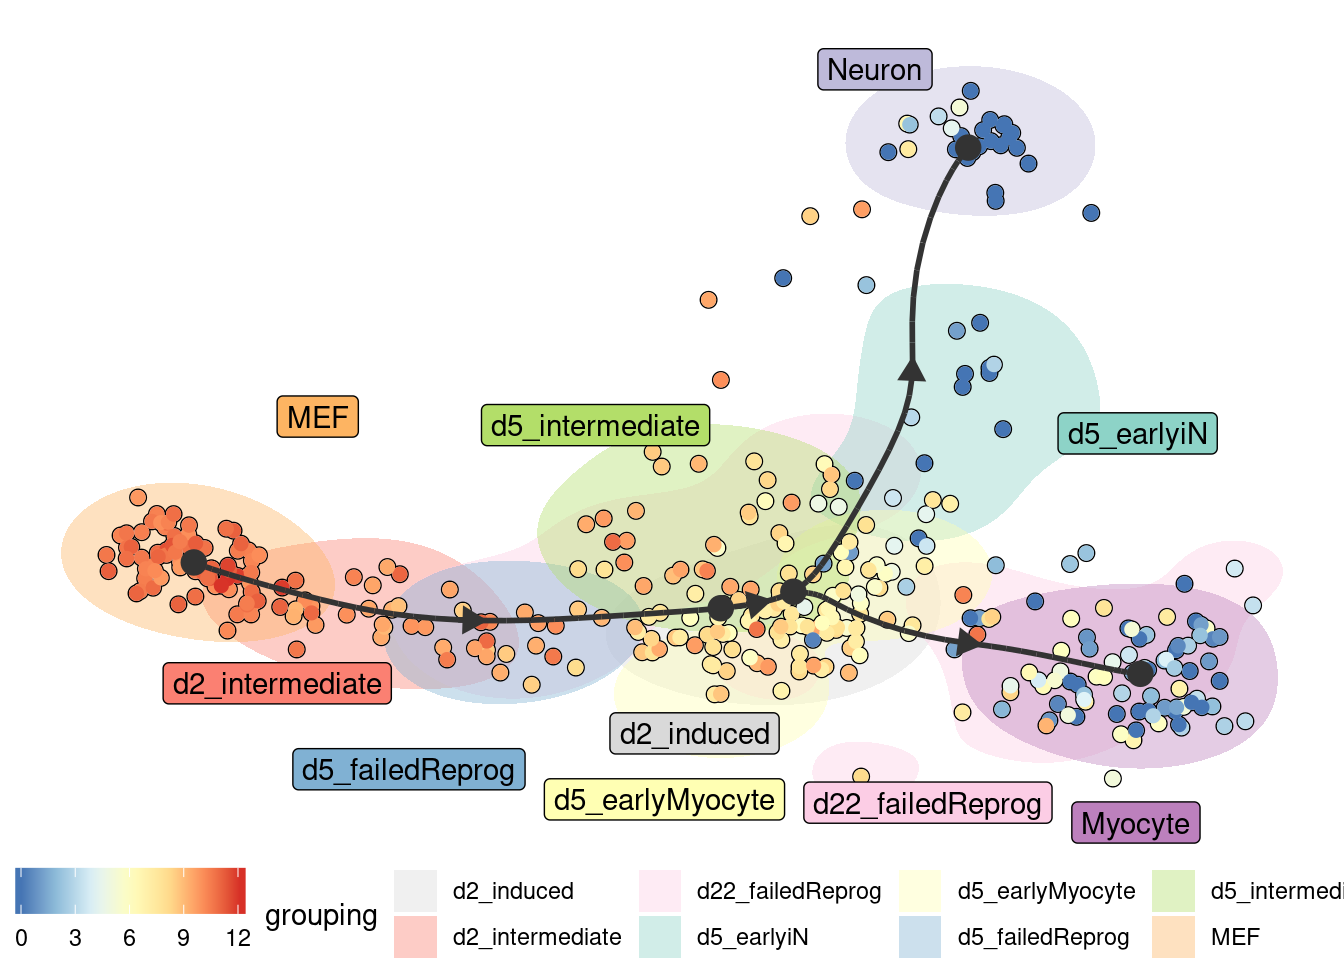 Neuron
MEF
d5_intermediate
d5_earlyiN
d2_intermediate
d2_induced
d5_failedReprog
d5_earlyMyocyte
d22_failedReprog
Myocyte
0 3 6 9 12
grouping
d2_induced d22_failedReprog d5_earlyMyocyte d5_intermedi
d2_intermediate d5_earlyiN d5_failedReprog MEF